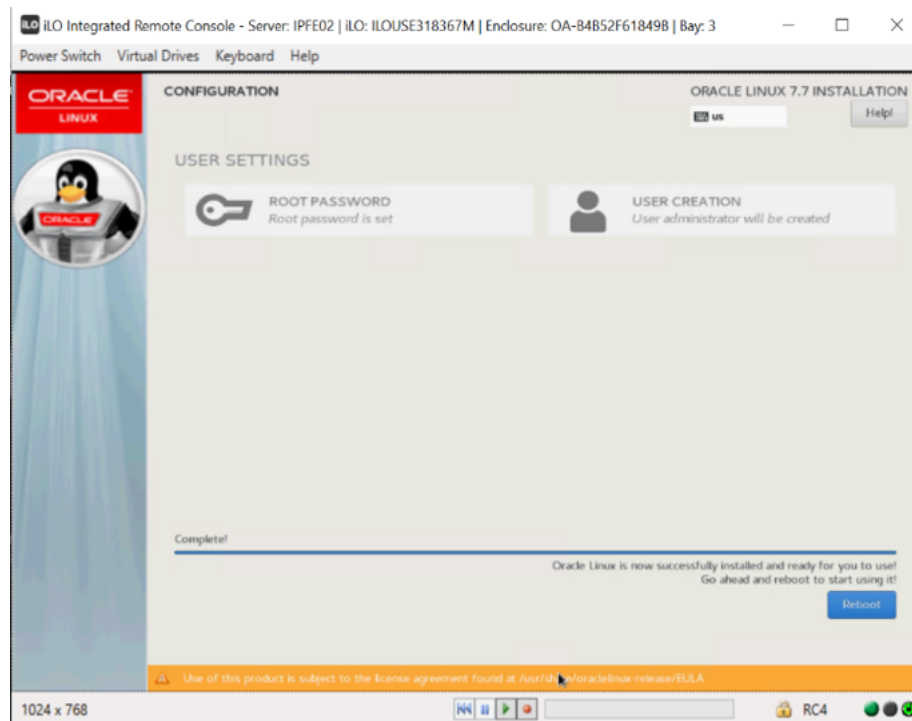 iLO iLO Integrated Remote Console - Server: IPFE02 | iLO: ILOUSE318367M | Enclosure: OA-B4B52F61849B | Bay: 3
Power Switch Virtual Drives Keyboard Help
ORACLE
LINUX
CONFIGURATION
ORACLE LINUX 7.7 INSTALLATION
us
Help!
ORACLE
USER SETTINGS
ROOT PASSWORD
Root password is set
USER CREATION
User administrator will be created
Complete!
Oracle Linux is now successfully installed and ready for you to use!
Go ahead and reboot to start using it!
Reboot
Use of this product is subject to the license agreement found at /usr/share/oraclelinux-release/EULA
1024 x 768
RC4